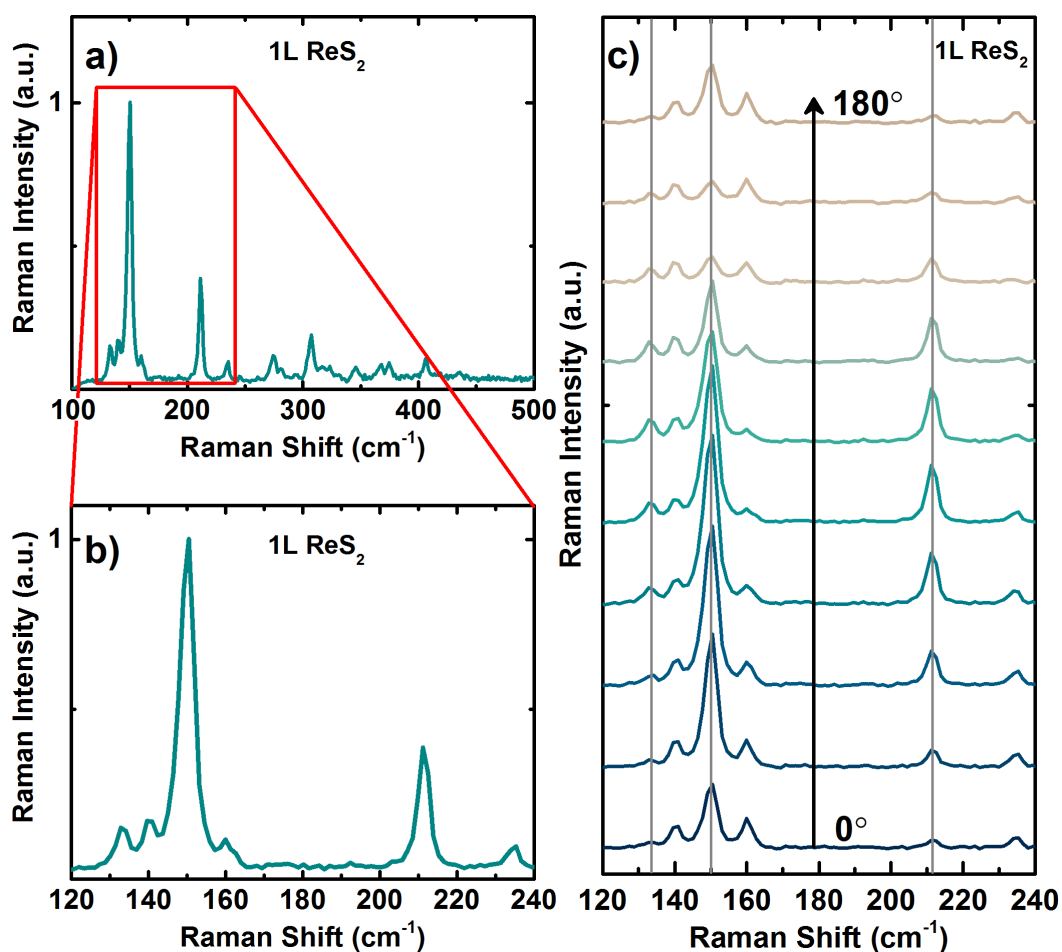 a)
1L ReS2
1
Raman Intensity (a.u.)
100 200 300 400 500
Raman Shift (cm-1)
b)
1L ReS2
1
Raman Intensity (a.u.)
120 140 160 180 200 220 240
Raman Shift (cm-1)
c)
1L ReS2
180°
0°
Raman Intensity (a.u.)
120 140 160 180 200 220 240
Raman Shift (cm-1)